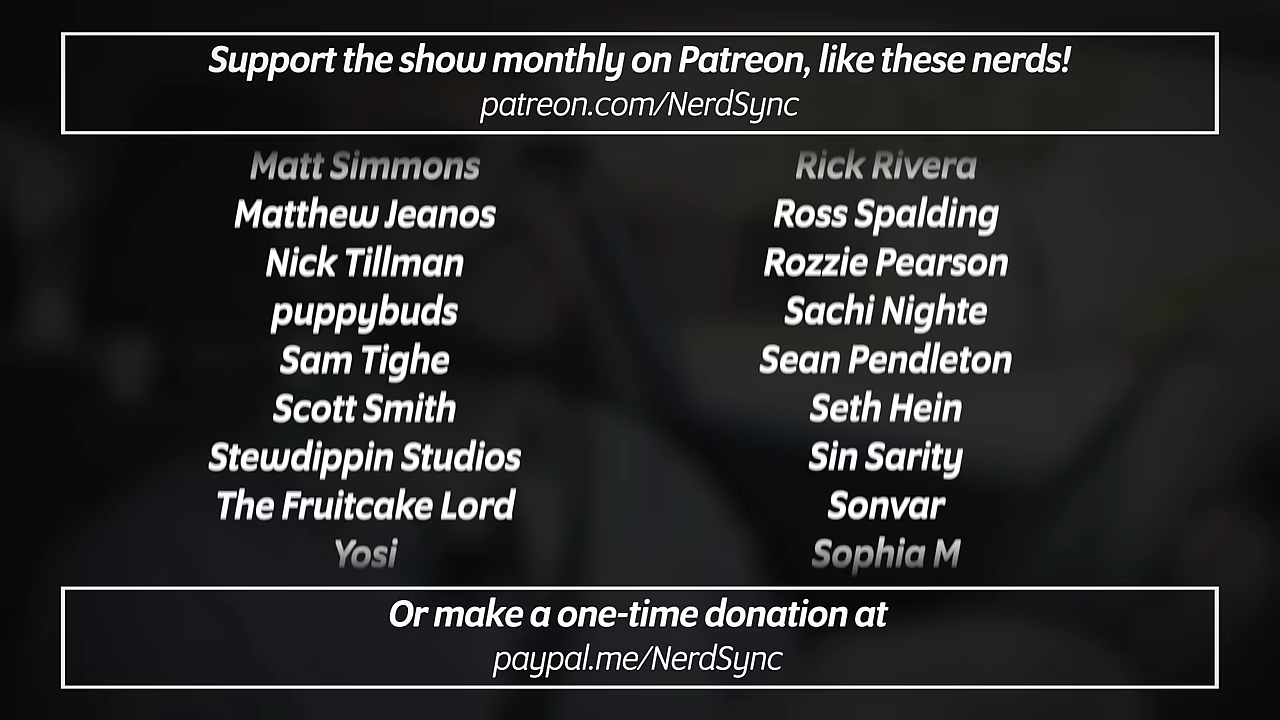 Support the show monthly on Patreon, like these nerds!
patreon.com/NerdSync
Matt Simmons
Matthew Jeanos
Nick Tillman
puppybuds
Sam Tighe
Scott Smith
Stewdippin Studios
The Fruitcake Lord
Yosi
Rick Rivera
Ross Spalding
Rozzie Pearson
Sachi Nighte
Sean Pendleton
Seth Hein
Sin Sarity
Sonvar
Sophia M
Or make a one-time donation at
paypal.me/NerdSync